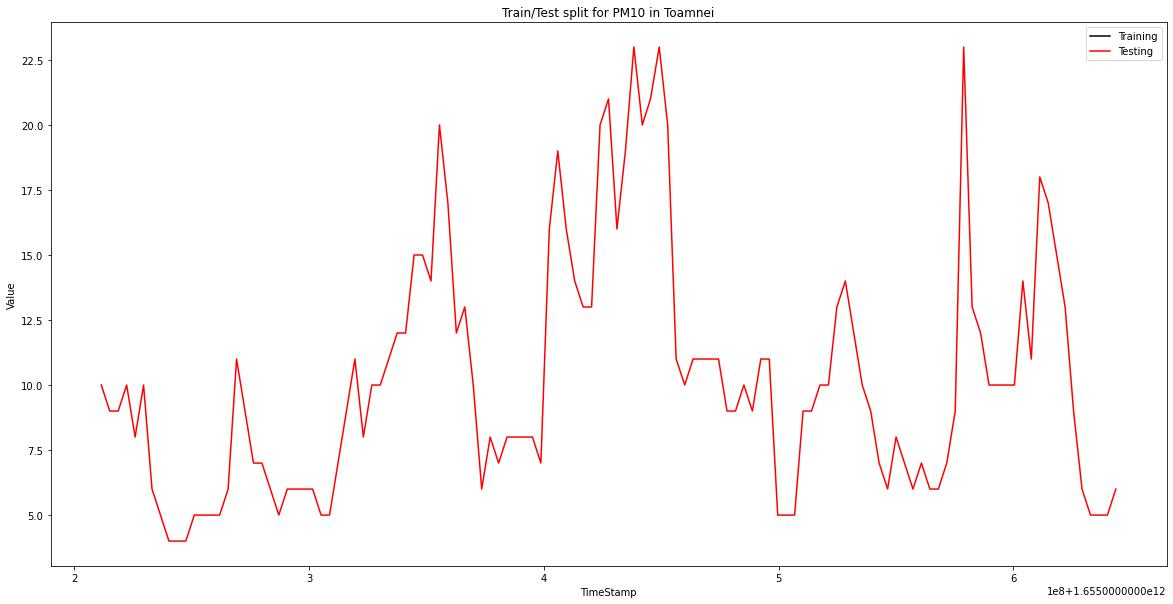 Train/Test split for PM10 in Toamnei
Training
Testing
22.5
20.0
17.5
15.0
12.5
10.0
7.5
5.0
Value
2 3 4 5 6
TimeStamp
1e8+1.6550000000e12